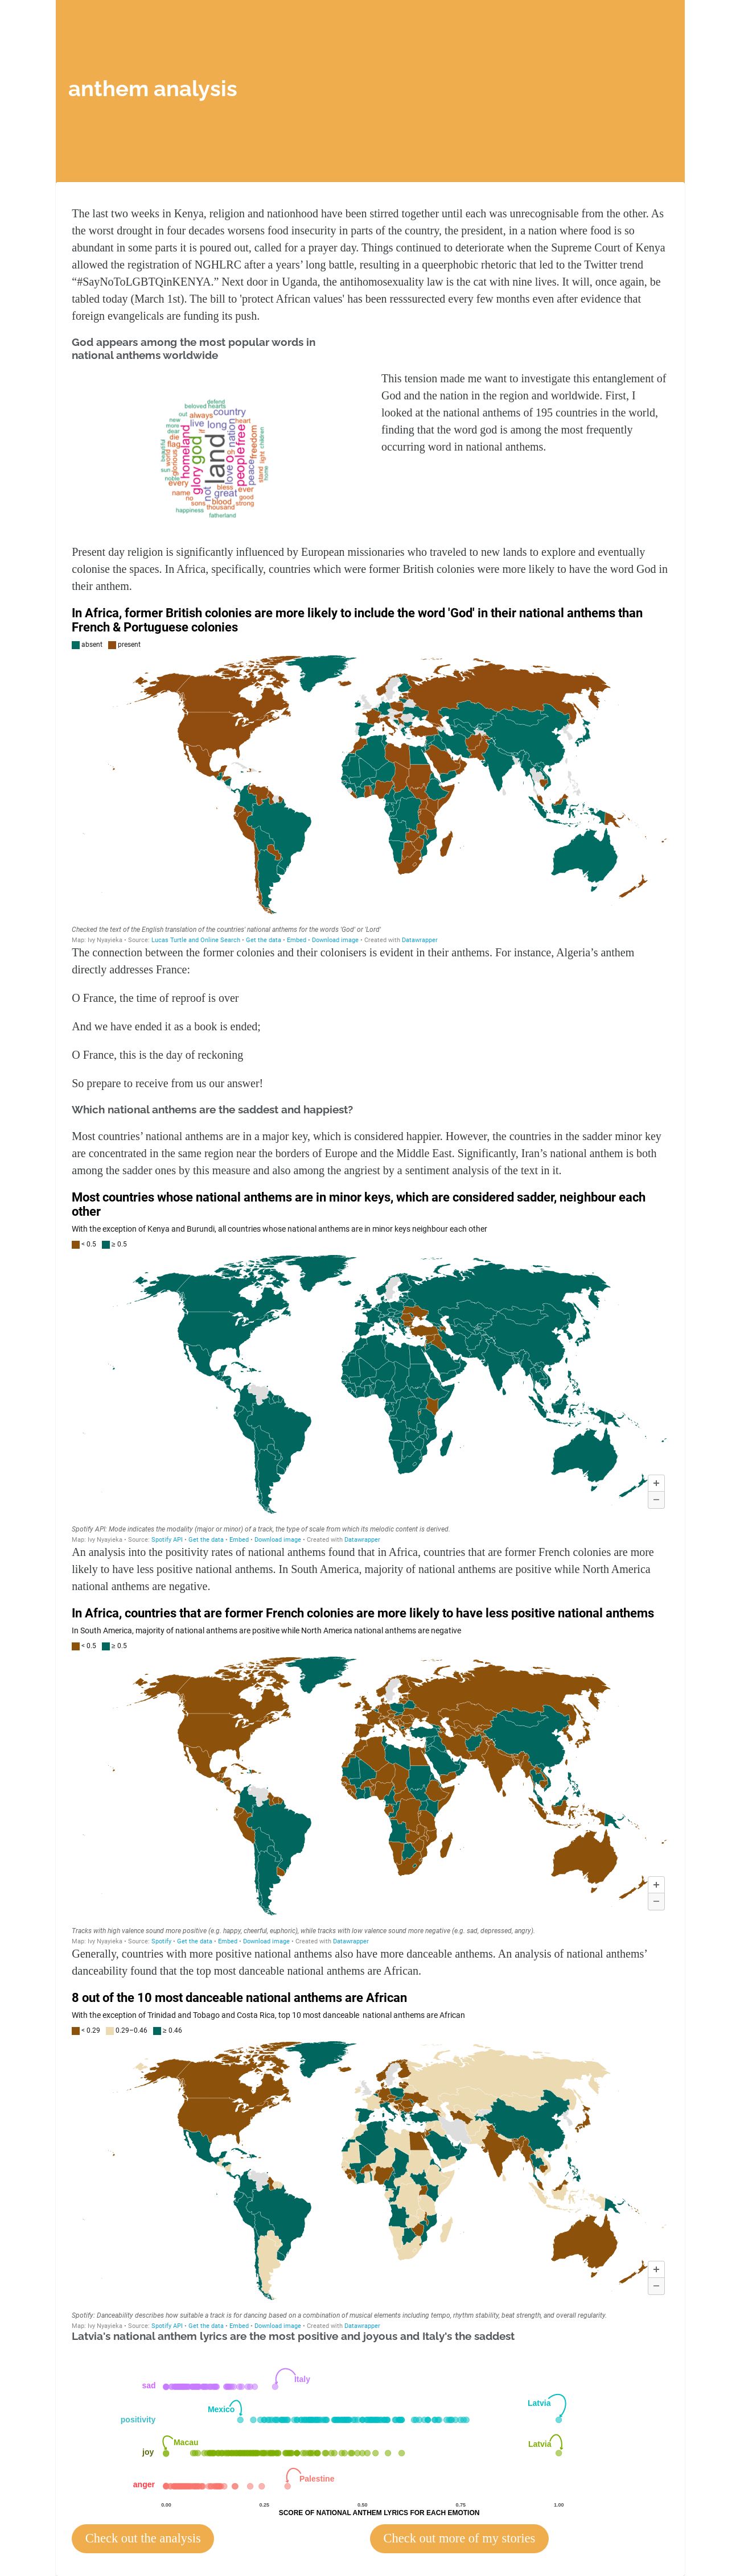 anthem analysis
The last two weeks in Kenya, religion and nationhood have been stirred together until each was unrecognisable from the other. As
the worst drought in four decades worsens food insecurity in parts of the country, the president, in a nation where food is so
abundant in some parts it is poured out, called for a prayer day. Things continued to deteriorate when the Supreme Court of Kenya
allowed the registration of NGHLRC after a years’ long battle, resulting in a queerphobic rhetoric that led to the Twitter trend
“#SayNoToLGBTQinKENYA.” Next door in Uganda, the antihomosexuality law is the cat with nine lives. It will, once again, be
tabled today (March 1st). The bill to 'protect African values' has been resssurected every few months even after evidence that
foreign evangelicals are funding its push.
God appears among the most popular words in
national anthems worldwide
defend
beloved hearts
out always country
new live long heart
more
dear
die
flag
beautiful
world
glorious
homeland
god
land
nation
people
free
freedom
peace
love
children
light
stand
home
sun
noble
every
glory
not
bless
great
ever
name
no
sons
blood
good
strong
thousand
happiness
fatherland
This tension made me want to investigate this entanglement of
God and the nation in the region and worldwide. First, I
looked at the national anthems of 195 countries in the world,
finding that the word god is among the most frequently
occurring word in national anthems.
Present day religion is significantly influenced by European missionaries who traveled to new lands to explore and eventually
colonise the spaces. In Africa, specifically, countries which were former British colonies were more likely to have the word God in
their anthem.
In Africa, former British colonies are more likely to include the word 'God' in their national anthems than
French & Portuguese colonies
absent present
Checked the text of the English translation of the countries' national anthems for the words 'God' or 'Lord'
Map: Ivy Nyayieka • Source: Lucas Turtle and Online Search • Get the data • Embed • Download image • Created with Datawrapper
The connection between the former colonies and their colonisers is evident in their anthems. For instance, Algeria’s anthem
directly addresses France:
O France, the time of reproof is over
And we have ended it as a book is ended;
O France, this is the day of reckoning
So prepare to receive from us our answer!
Which national anthems are the saddest and happiest?
Most countries’ national anthems are in a major key, which is considered happier. However, the countries in the sadder minor key
are concentrated in the same region near the borders of Europe and the Middle East. Significantly, Iran’s national anthem is both
among the sadder ones by this measure and also among the angriest by a sentiment analysis of the text in it.
Most countries whose national anthems are in minor keys, which are considered sadder, neighbour each
other
With the exception of Kenya and Burundi, all countries whose national anthems are in minor keys neighbour each other
< 0.5 ≥ 0.5
+
−
Spotify API: Mode indicates the modality (major or minor) of a track, the type of scale from which its melodic content is derived.
Map: Ivy Nyayieka • Source: Spotify API • Get the data • Embed • Download image • Created with Datawrapper
An analysis into the positivity rates of national anthems found that in Africa, countries that are former French colonies are more
likely to have less positive national anthems. In South America, majority of national anthems are positive while North America
national anthems are negative.
In Africa, countries that are former French colonies are more likely to have less positive national anthems
In South America, majority of national anthems are positive while North America national anthems are negative
< 0.5 ≥ 0.5
+
−
Tracks with high valence sound more positive (e.g. happy, cheerful, euphoric), while tracks with low valence sound more negative (e.g. sad, depressed, angry).
Map: Ivy Nyayieka • Source: Spotify • Get the data • Embed • Download image • Created with Datawrapper
Generally, countries with more positive national anthems also have more danceable anthems. An analysis of national anthems’
danceability found that the top most danceable national anthems are African.
8 out of the 10 most danceable national anthems are African
With the exception of Trinidad and Tobago and Costa Rica, top 10 most danceable national anthems are African
< 0.29 0.29–0.46 ≥ 0.46
+
−
Spotify: Danceability describes how suitable a track is for dancing based on a combination of musical elements including tempo, rhythm stability, beat strength, and overall regularity.
Map: Ivy Nyayieka • Source: Spotify API • Get the data • Embed • Download image • Created with Datawrapper
Latvia's national anthem lyrics are the most positive and joyous and Italy's the saddest
sad Italy
Mexico Latvia
positivity
Macau Latvia
joy
anger Palestine
0.00 0.25 0.50 0.75 1.00
SCORE OF NATIONAL ANTHEM LYRICS FOR EACH EMOTION
Check out the analysis Check out more of my stories